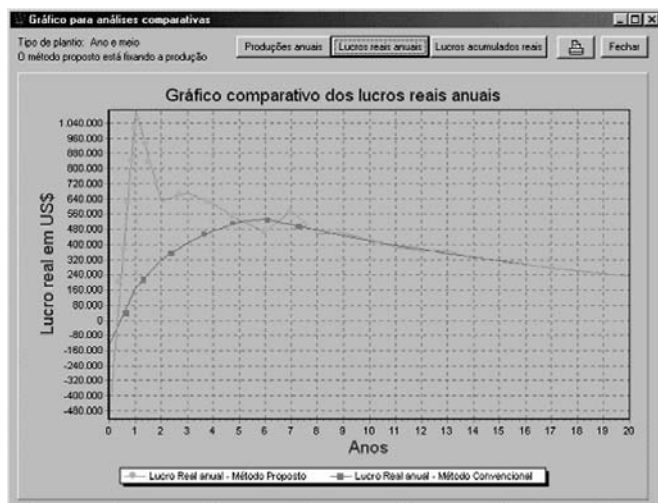 Gráfico para análises comparativas
Tipo de plantio: Ano e meio
O método proposto está fixando a produção
Produções anuais
Lucros reais anuais
Lucros acumulados reais
Fechar
Gráfico comparativo dos lucros reais anuais
Lucro real em US$
1.040.000
960.000
880.000
800.000
720.000
640.000
560.000
480.000
400.000
320.000
240.000
160.000
80.000
0
-80.000
-160.000
-240.000
-320.000
-400.000
-480.000
0 1 2 3 4 5 6 7 8 9 10 11 12 13 14 15 16 17 18 19 20
Anos
Lucro Real anual - Método Proposto
Lucro Real anual - Método Convencional